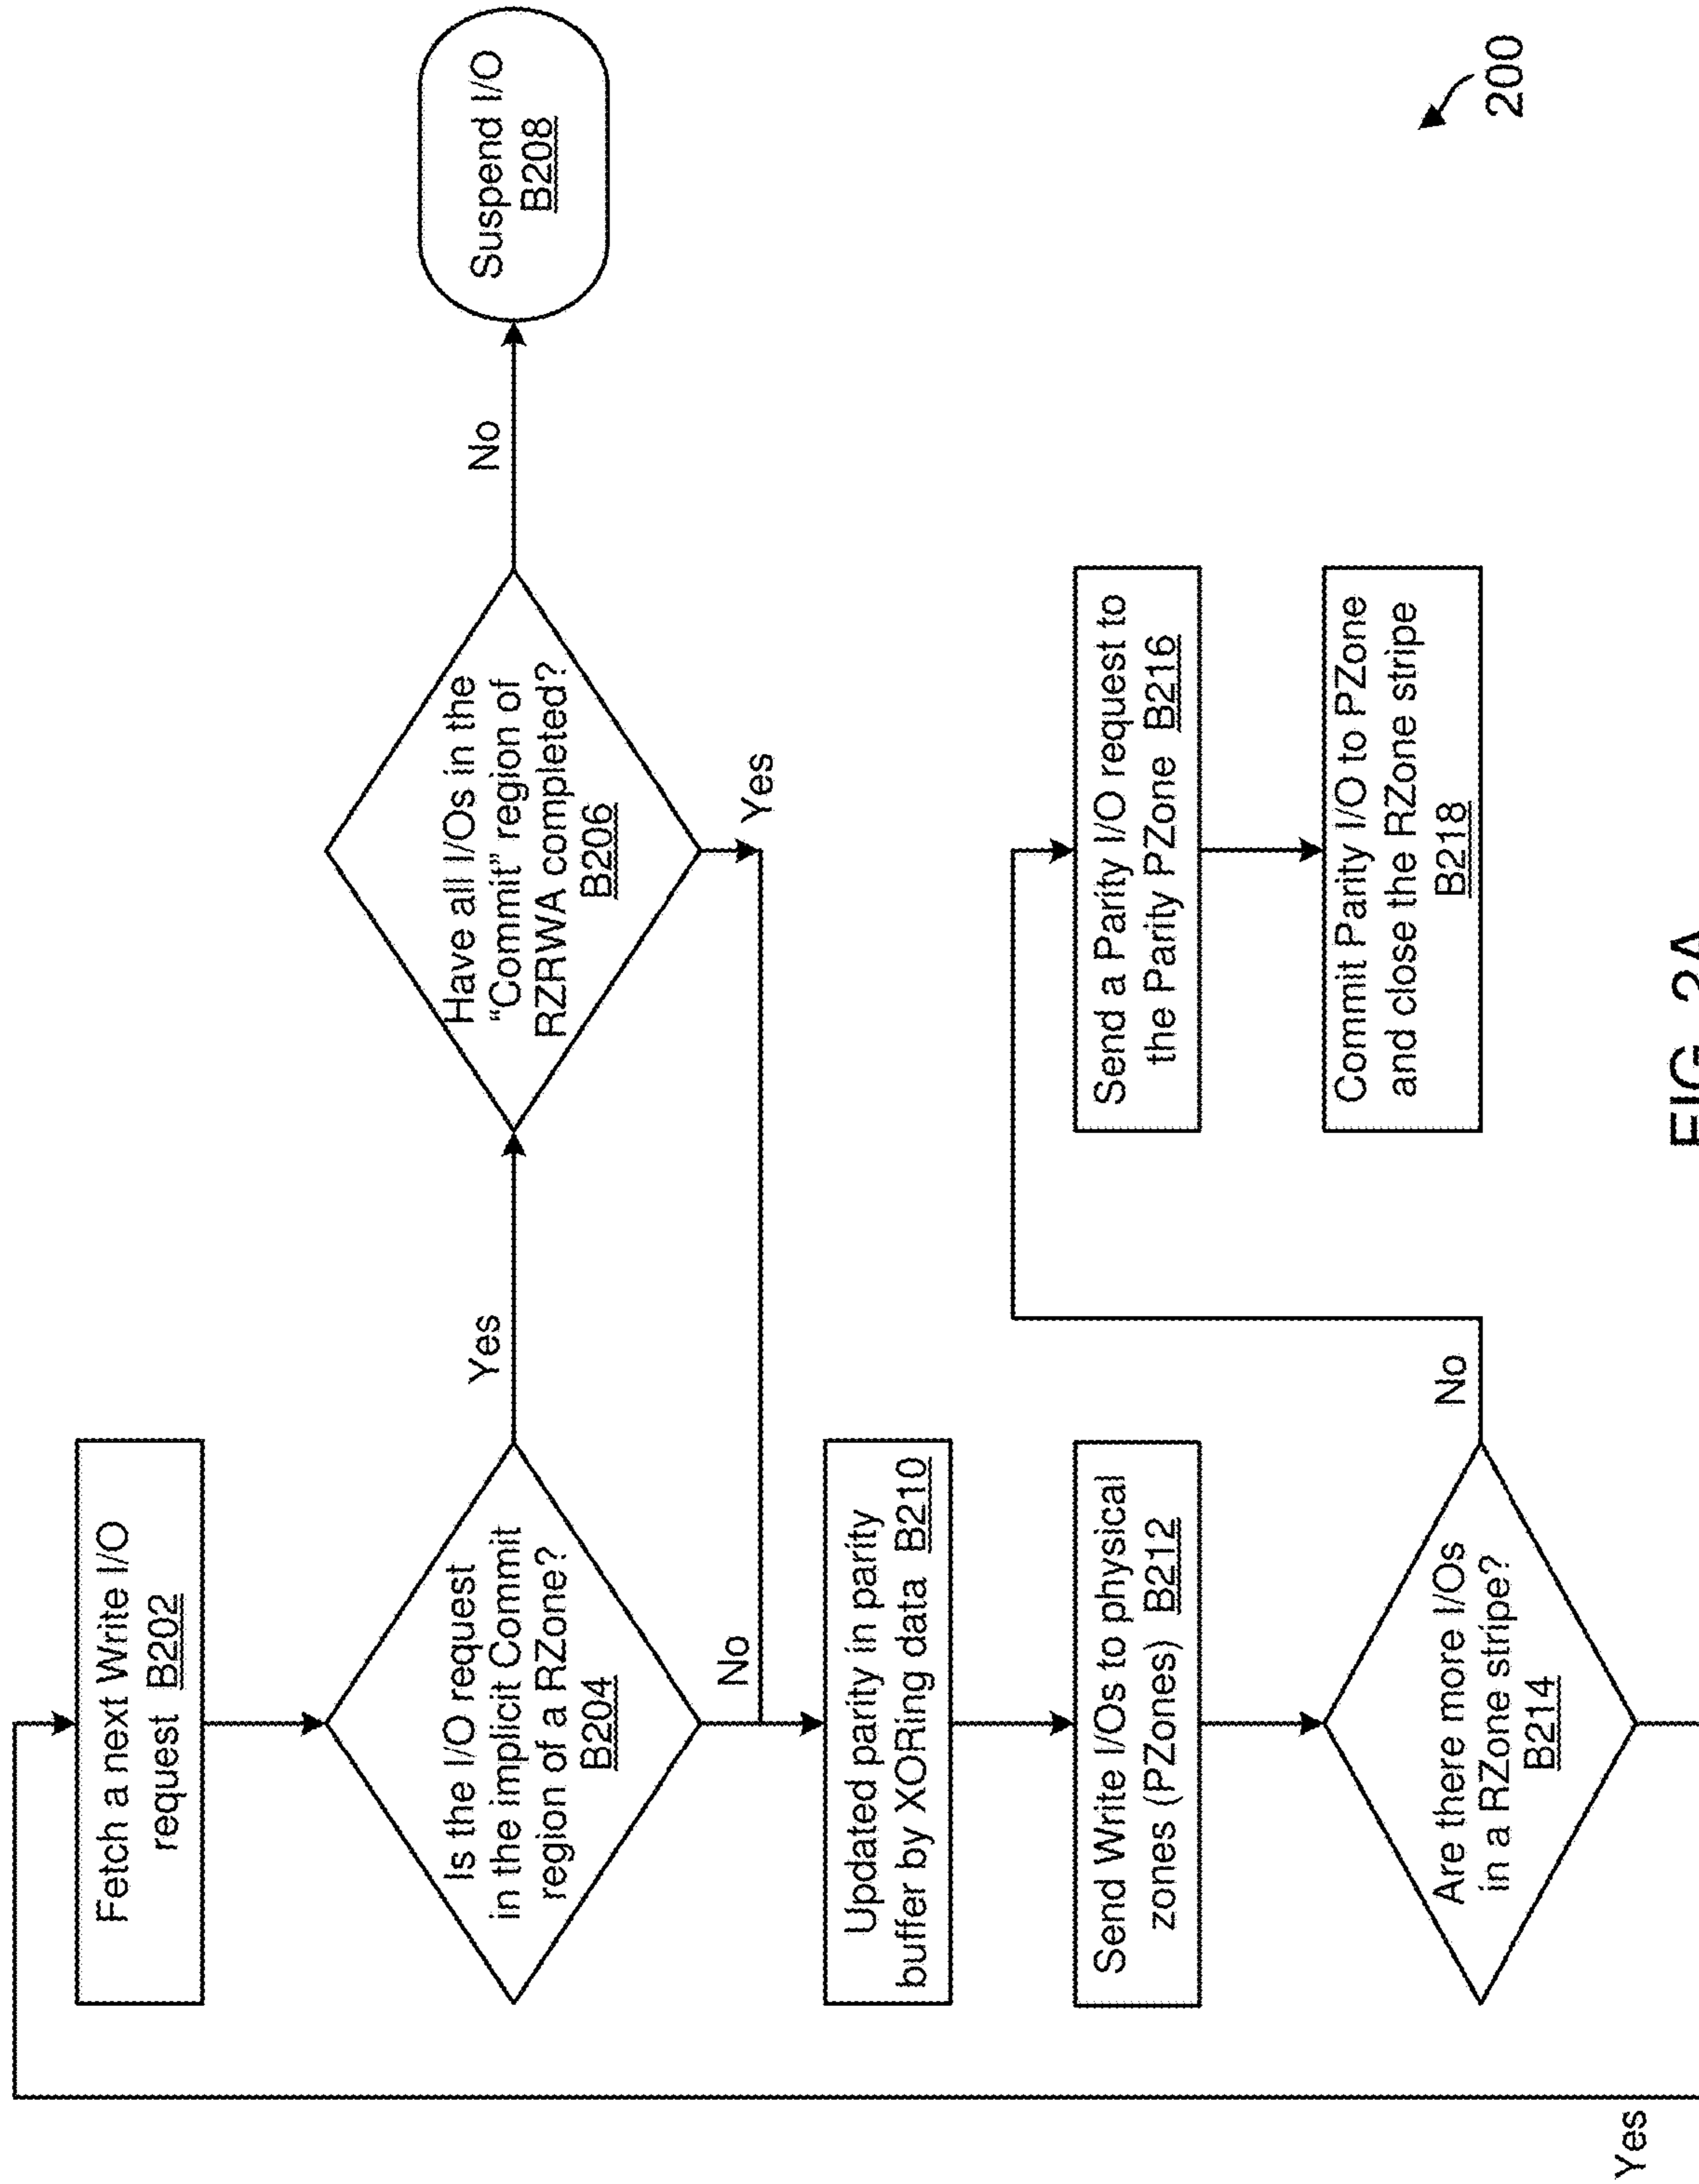 Fetch a next Write I/O
request B202
Is the I/O request
in the implicit Commit
region of a RZone?
B204
Yes
Have all I/Os in the
“Commit” region of
RZRWA completed?
B206
No
Suspend I/O
B208
Yes
No
Updated parity in parity
buffer by XORing data B210
Send Write I/Os to physical
zones (PZones) B212
Are there more I/Os
in a RZone stripe?
B214
No
Send a Parity I/O request to
the Parity PZone B216
Commit Parity I/O to PZone
and close the RZone stripe
B218
Yes
200
FIG. 2A